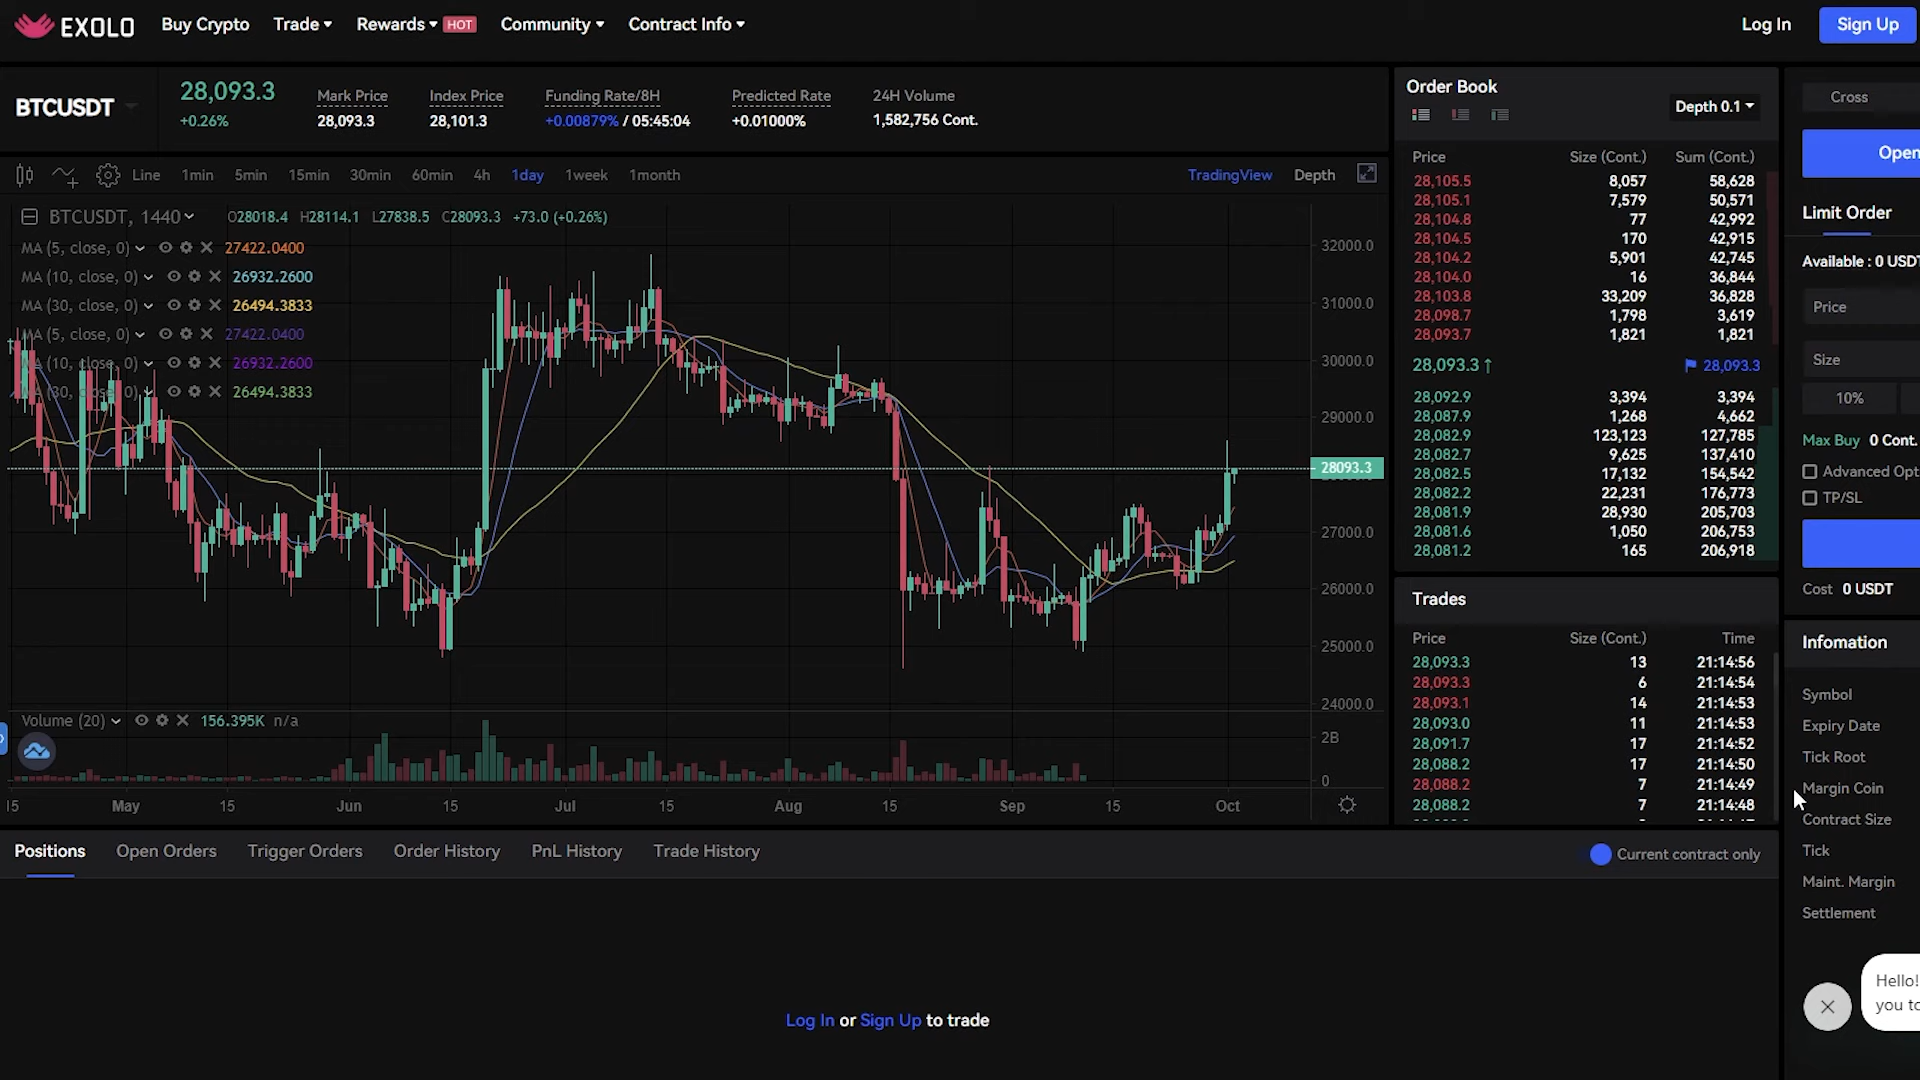 EXOLO Buy Crypto Trade Rewards HOT Community Contract Info Log In Sign Up
BTCUSDT 28,093.3 +0.26%
Mark Price 28,093.3
Index Price 28,101.3
Funding Rate/8H +0.00879% / 05:45:04
Predicted Rate +0.01000%
24H Volume 1,582,756 Cont.
Line 1min 5min 15min 30min 60min 4h 1day 1week 1month TradingView Depth
BTCUSDT, 1440 O28018.4 H28114.1 L27838.5 C28093.3 +73.0 (+0.26%)
MA (5, close, 0) 27422.0400
MA (10, close, 0) 26932.2600
MA (30, close, 0) 26494.3833
MA (5, close, 0) 27422.0400
MA (10, close, 0) 26932.2600
MA (30, close, 0) 26494.3833
32000.0
31000.0
30000.0
29000.0
28093.3
27000.0
26000.0
25000.0
24000.0
Volume (20) 156.395K n/a
2B
0
15 May 15 Jun 15 Jul 15 Aug 15 Sep 15 Oct
Order Book
Depth 0.1
Price Size (Cont.) Sum (Cont.)
28,105.5 8,057 58,628
28,105.1 7,579 50,571
28,104.8 77 42,992
28,104.5 170 42,915
28,104.2 5,901 42,745
28,104.0 16 36,844
28,103.8 33,209 36,828
28,098.7 1,798 3,619
28,093.7 1,821 1,821
28,093.3 ↑ 28,093.3
28,092.9 3,394 3,394
28,087.9 1,268 4,662
28,082.9 123,123 127,785
28,082.7 9,625 137,410
28,082.5 17,132 154,542
28,082.2 22,231 176,773
28,081.9 28,930 205,703
28,081.6 1,050 206,753
28,081.2 165 206,918
Trades
Price Size (Cont.) Time
28,093.3 13 21:14:56
28,093.3 6 21:14:54
28,093.1 14 21:14:53
28,093.0 11 21:14:53
28,091.7 17 21:14:52
28,088.2 17 21:14:50
28,088.2 7 21:14:49
28,088.2 7 21:14:48
Cross
Open
Limit Order
Available : 0 USDT
Price
Size
10%
Max Buy 0 Cont.
Advanced Opt
TP/SL
Cost 0 USDT
Infomation
Symbol
Expiry Date
Tick Root
Margin Coin
Contract Size
Tick
Maint. Margin
Settlement
Positions Open Orders Trigger Orders Order History PnL History Trade History Current contract only
Log In or Sign Up to trade
Hello!
you to